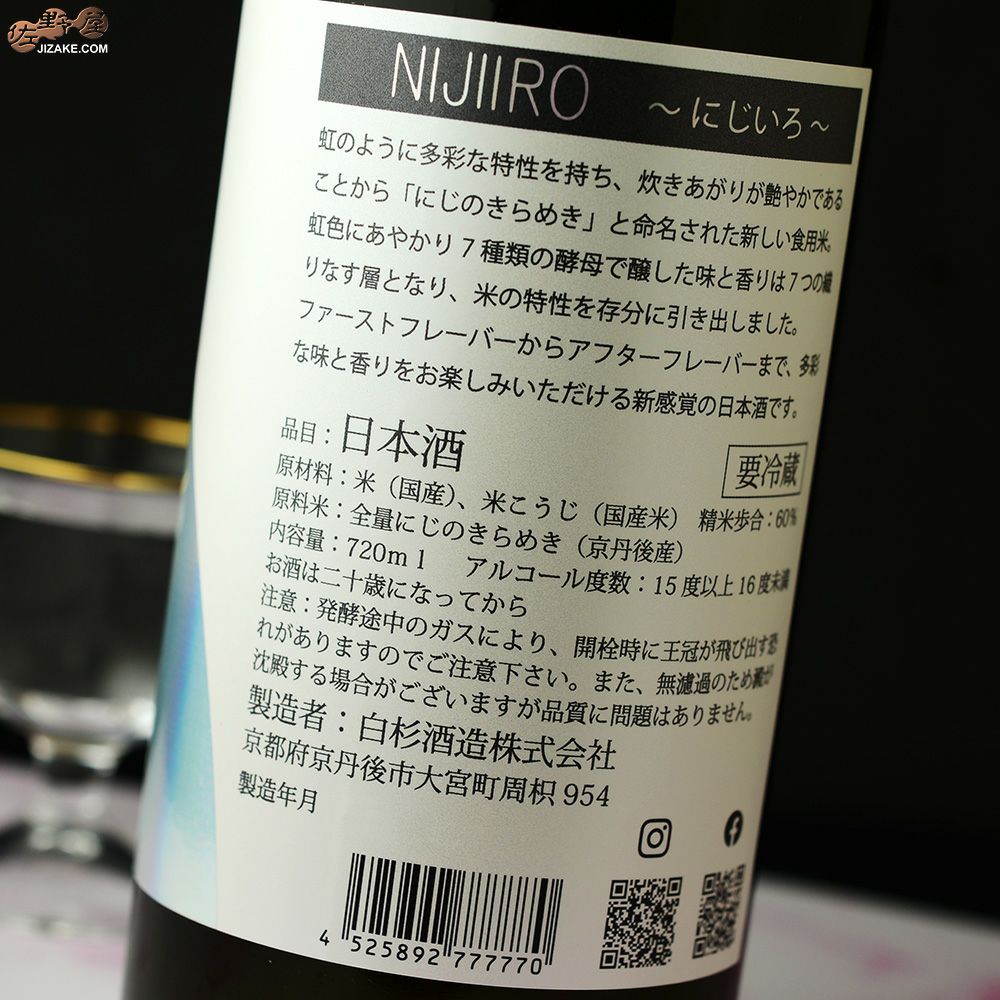 佐野屋
JIZAKE.COM
NIJIIRO ～にじいろ～
虹のように多彩な特性を持ち、炊きあがりが艶やかである
ことから「にじのきらめき」と命名された新しい食用米。
虹色にあやかり7種類の酵母で醸した味と香りは7つの織
りなす層となり、米の特性を存分に引き出しました。
ファーストフレーバーからアフターフレーバーまで、多彩
な味と香りをお楽しみいただける新感覚の日本酒です。
品目：日本酒
要冷蔵
原材料：米（国産）、米こうじ（国産米） 精米歩合：60%
原料米：全量にじのきらめき（京丹後産）
内容量：720ml アルコール度数：15度以上16度未満
お酒は二十歳になってから
注意：発酵途中のガスにより、開栓時に王冠が飛び出す恐
れがありますのでご注意下さい。また、無濾過のため澱が
沈殿する場合がございますが品質に問題はありません。
製造者：白杉酒造株式会社
京都府京丹後市大宮町周枳954
製造年月
4 525892 777770